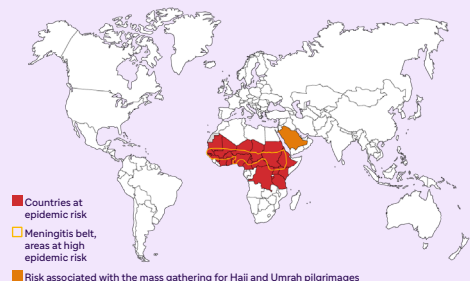 Countries at
epidemic risk
Meningitis belt,
areas at high
epidemic risk
Risk associated with the mass gathering for Hajj and Umrah pilgrimages